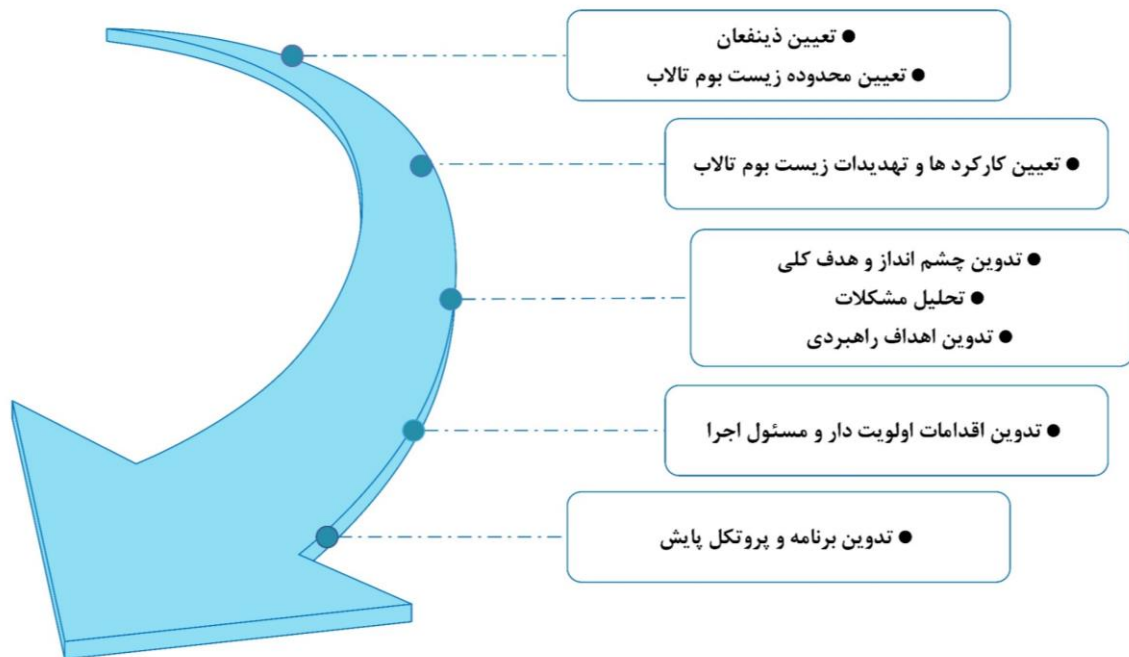 ● تعیین ذینفعان
● تعیین محدوده زیست بوم تالاب
● تعیین کارکرد ها و تهدیدات زیست بوم تالاب
● تدوین چشم انداز و هدف کلی
● تحلیل مشکلات
● تدوین اهداف راهبردی
● تدوین اقدامات اولویت دار و مسئول اجرا
● تدوین برنامه و پروتکل پایش